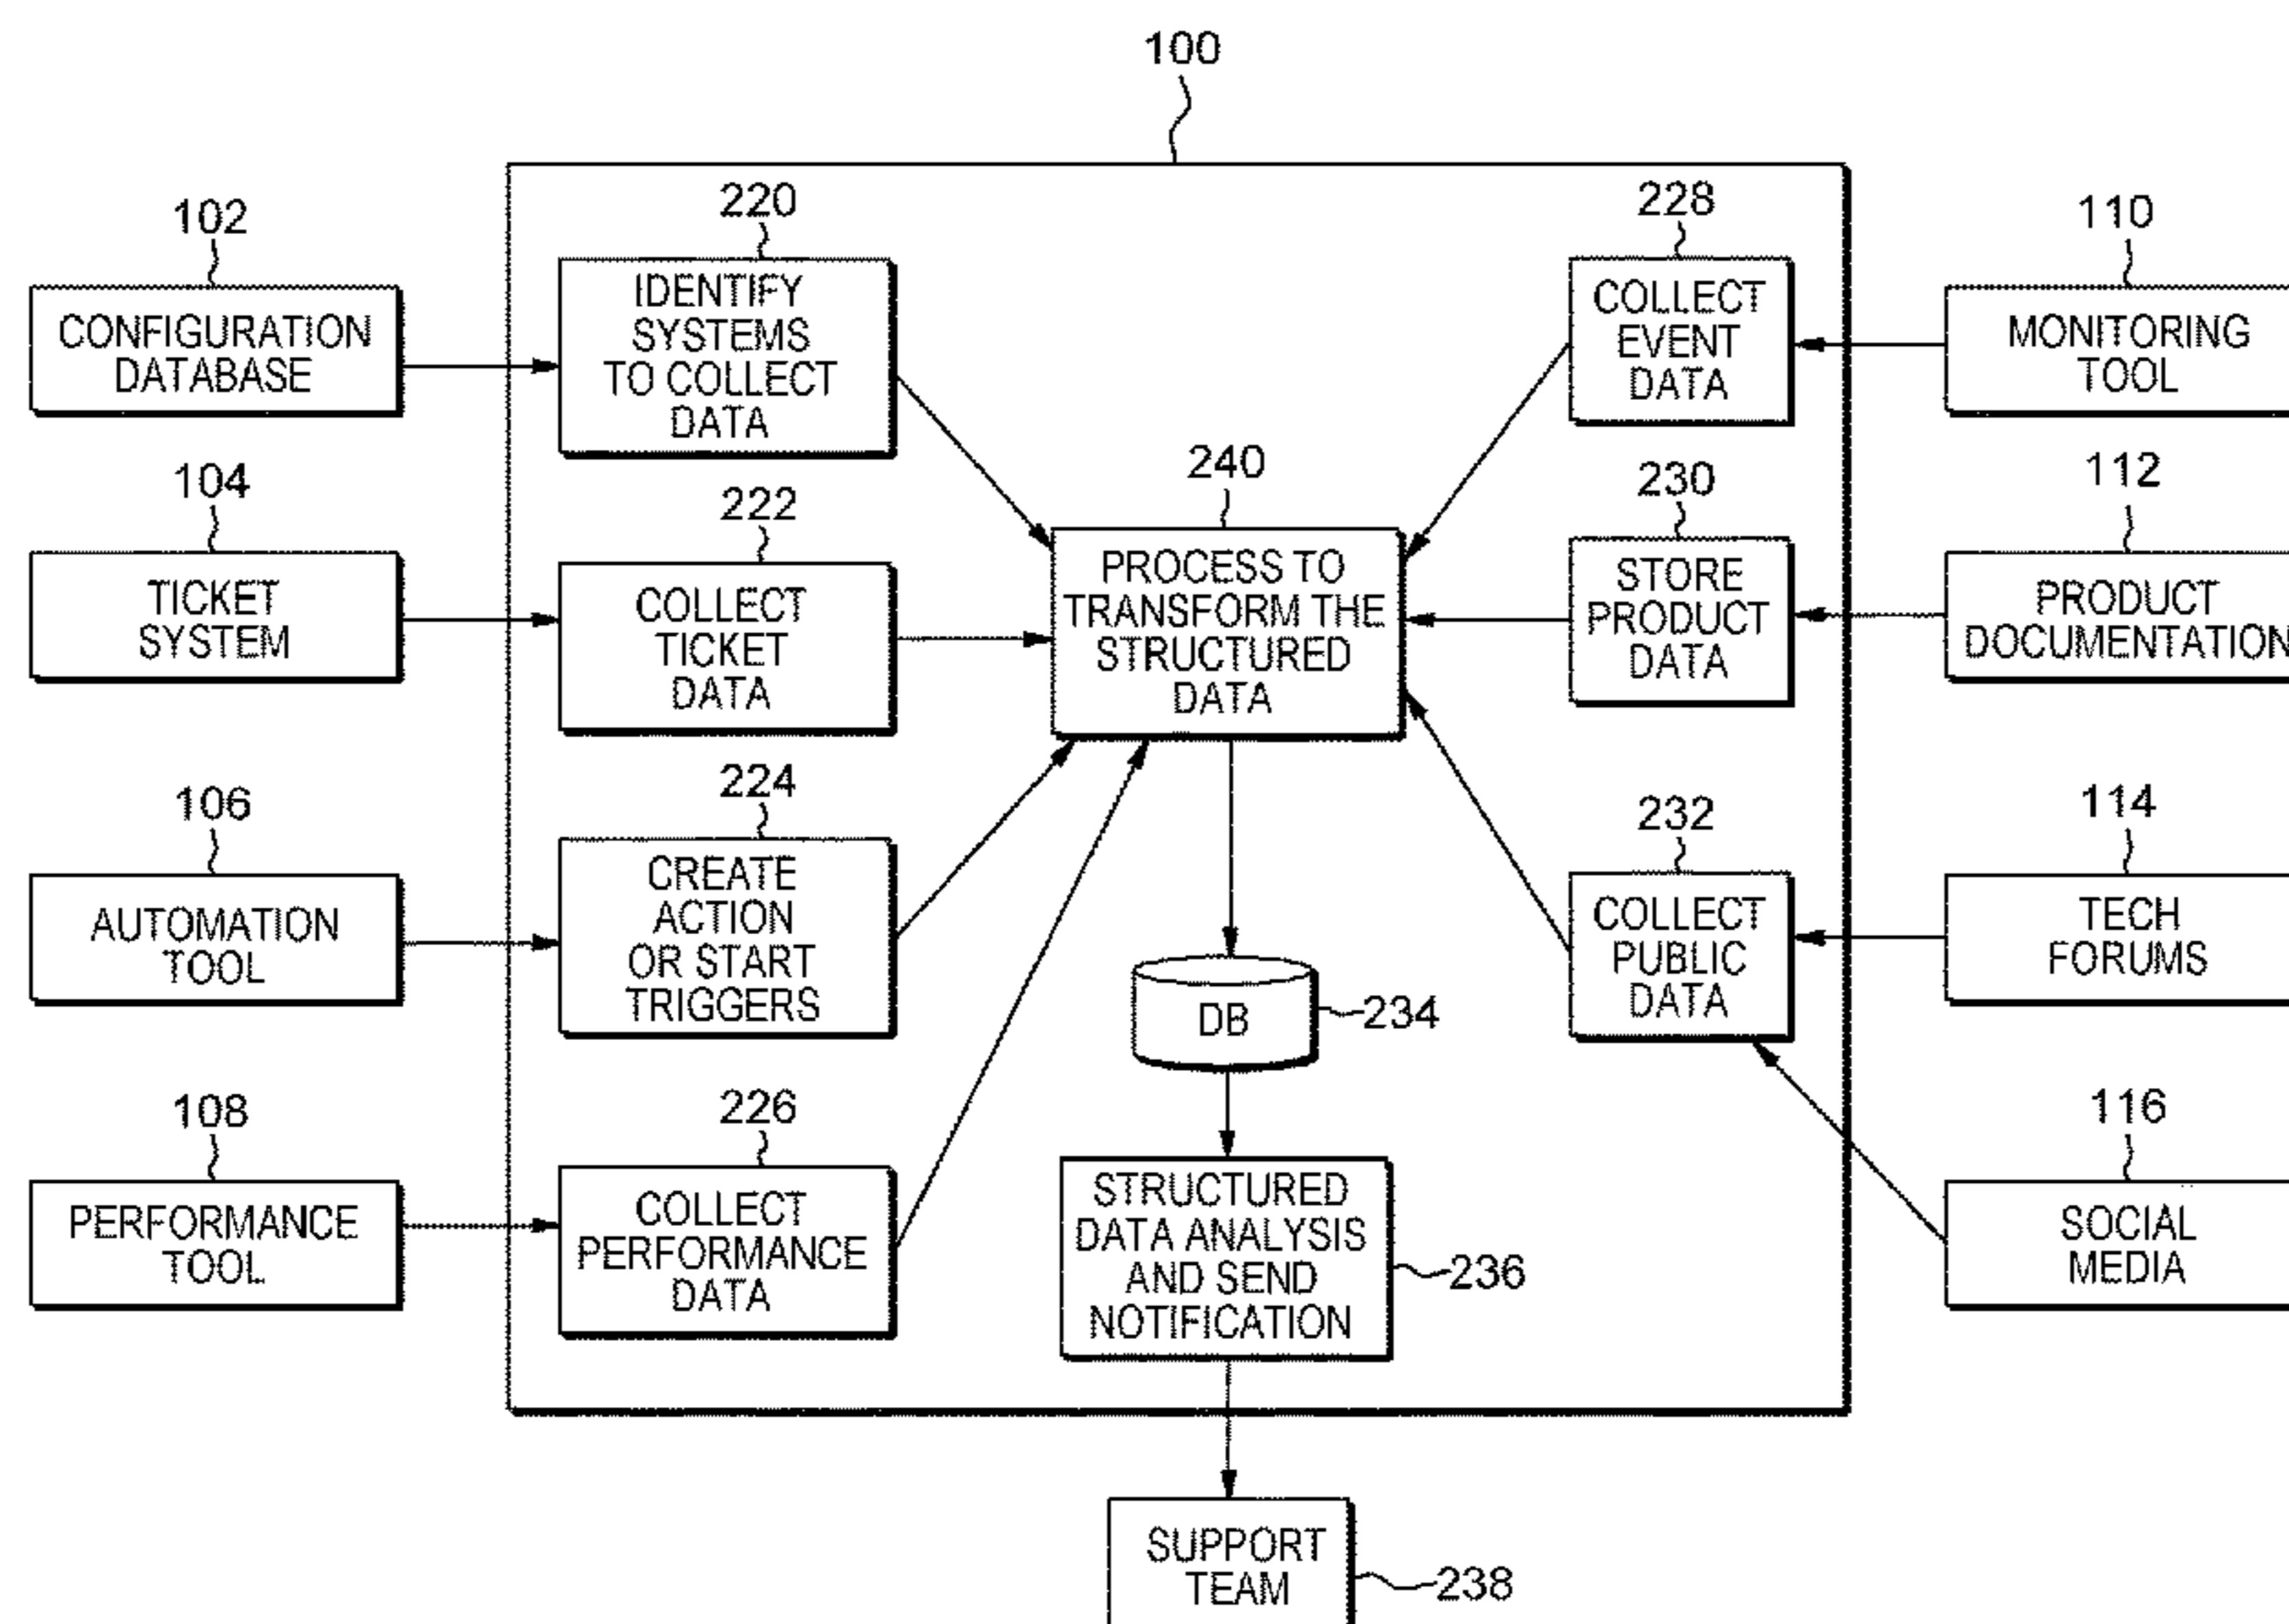 100
102
CONFIGURATION
DATABASE
104
TICKET
SYSTEM
106
AUTOMATION
TOOL
108
PERFORMANCE
TOOL
220
IDENTIFY
SYSTEMS
TO COLLECT
DATA
222
COLLECT
TICKET
DATA
224
CREATE
ACTION
OR START
TRIGGERS
226
COLLECT
PERFORMANCE
DATA
240
PROCESS TO
TRANSFORM THE
STRUCTURED
DATA
DB
234
STRUCTURED
DATA ANALYSIS
AND SEND
NOTIFICATION
236
SUPPORT
TEAM
238
228
COLLECT
EVENT
DATA
230
STORE
PRODUCT
DATA
232
COLLECT
PUBLIC
DATA
110
MONITORING
TOOL
112
PRODUCT
DOCUMENTATION
114
TECH
FORUMS
116
SOCIAL
MEDIA